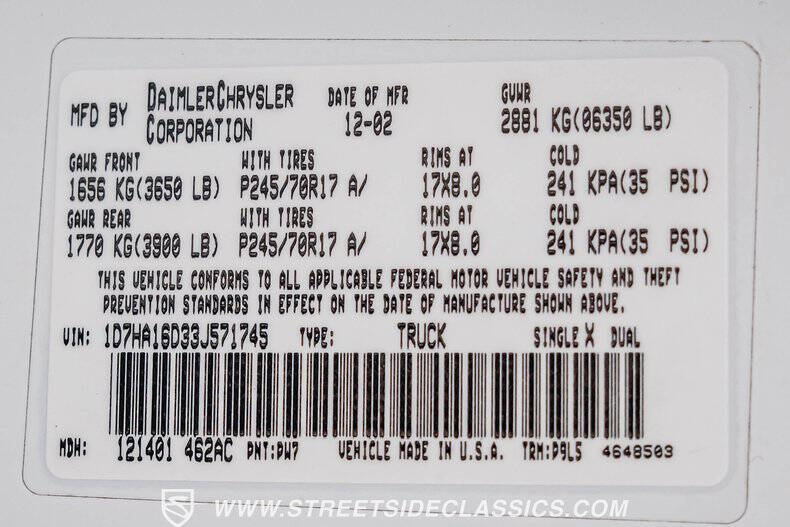 MFD BY DAIMLERCHRYSLER CORPORATION DATE OF MFR 12-02 GVWR 2881 KG(06350 LB)
GAWR FRONT WITH TIRES RIMS AT COLD
1656 KG(3650 LB) P245/70R17 A/ 17X8.0 241 KPA(35 PSI)
GAWR REAR WITH TIRES RIMS AT COLD
1770 KG(3900 LB) P245/70R17 A/ 17X8.0 241 KPA(35 PSI)
THIS VEHICLE CONFORMS TO ALL APPLICABLE FEDERAL MOTOR VEHICLE SAFETY AND THEFT
PREVENTION STANDARDS IN EFFECT ON THE DATE OF MANUFACTURE SHOWN ABOVE.
VIN: 1D7HA16D33J571745 TYPE: TRUCK SINGLE X DUAL
MDH: 121401 462AC PNT:PW7 VEHICLE MADE IN U.S.A. TRM:P9L5 4648503
WWW.STREETSIDECLASSICS.COM